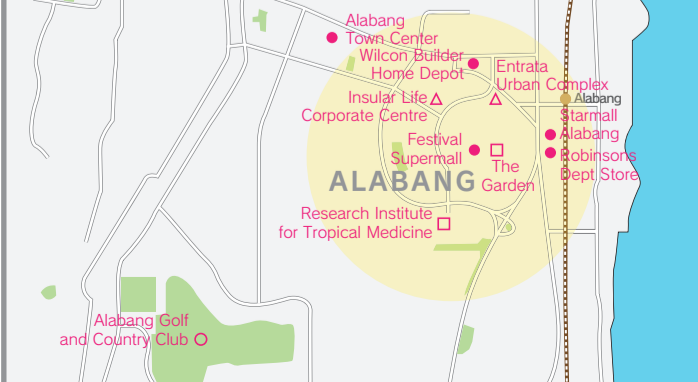 Alabang
Town Center
Wilcon Builder
Home Depot
Entrata
Urban Complex
Insular Life
Corporate Centre
Alabang
Starmall
Alabang
Festival
Supermall
Robinsons
Dept Store
The
Garden
ALABANG
Research Institute
for Tropical Medicine
Alabang Golf
and Country Club